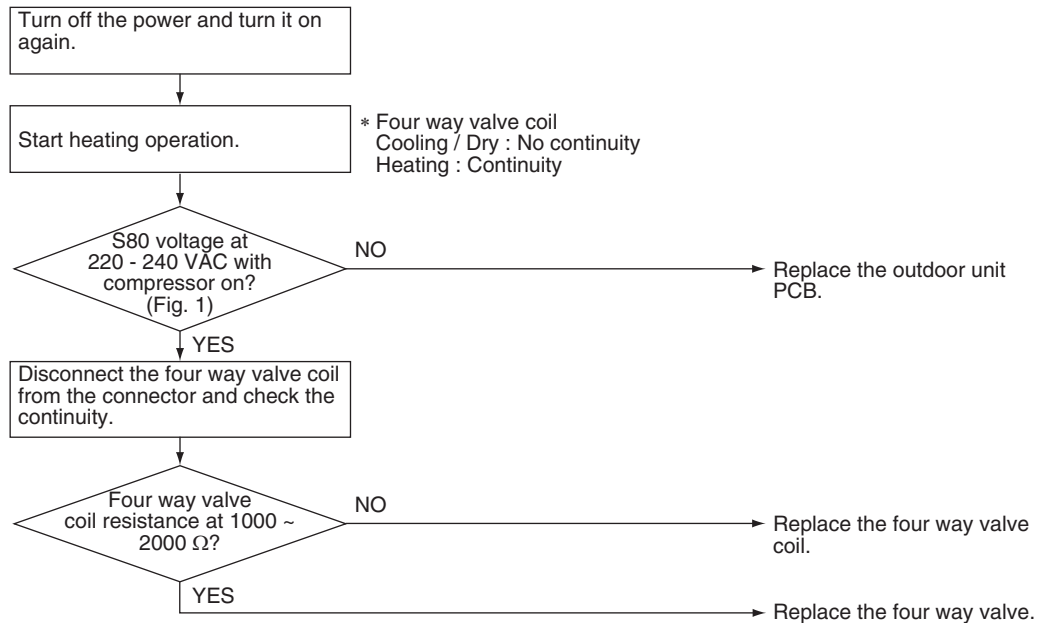 Turn off the power and turn it on
again.
Start heating operation.
* Four way valve coil
Cooling / Dry : No continuity
Heating : Continuity
S80 voltage at
220 - 240 VAC with
compressor on?
(Fig. 1)
NO
Replace the outdoor unit
PCB.
YES
Disconnect the four way valve coil
from the connector and check the
continuity.
Four way valve
coil resistance at 1000 ~
2000 Ω?
NO
Replace the four way valve
coil.
YES
Replace the four way valve.